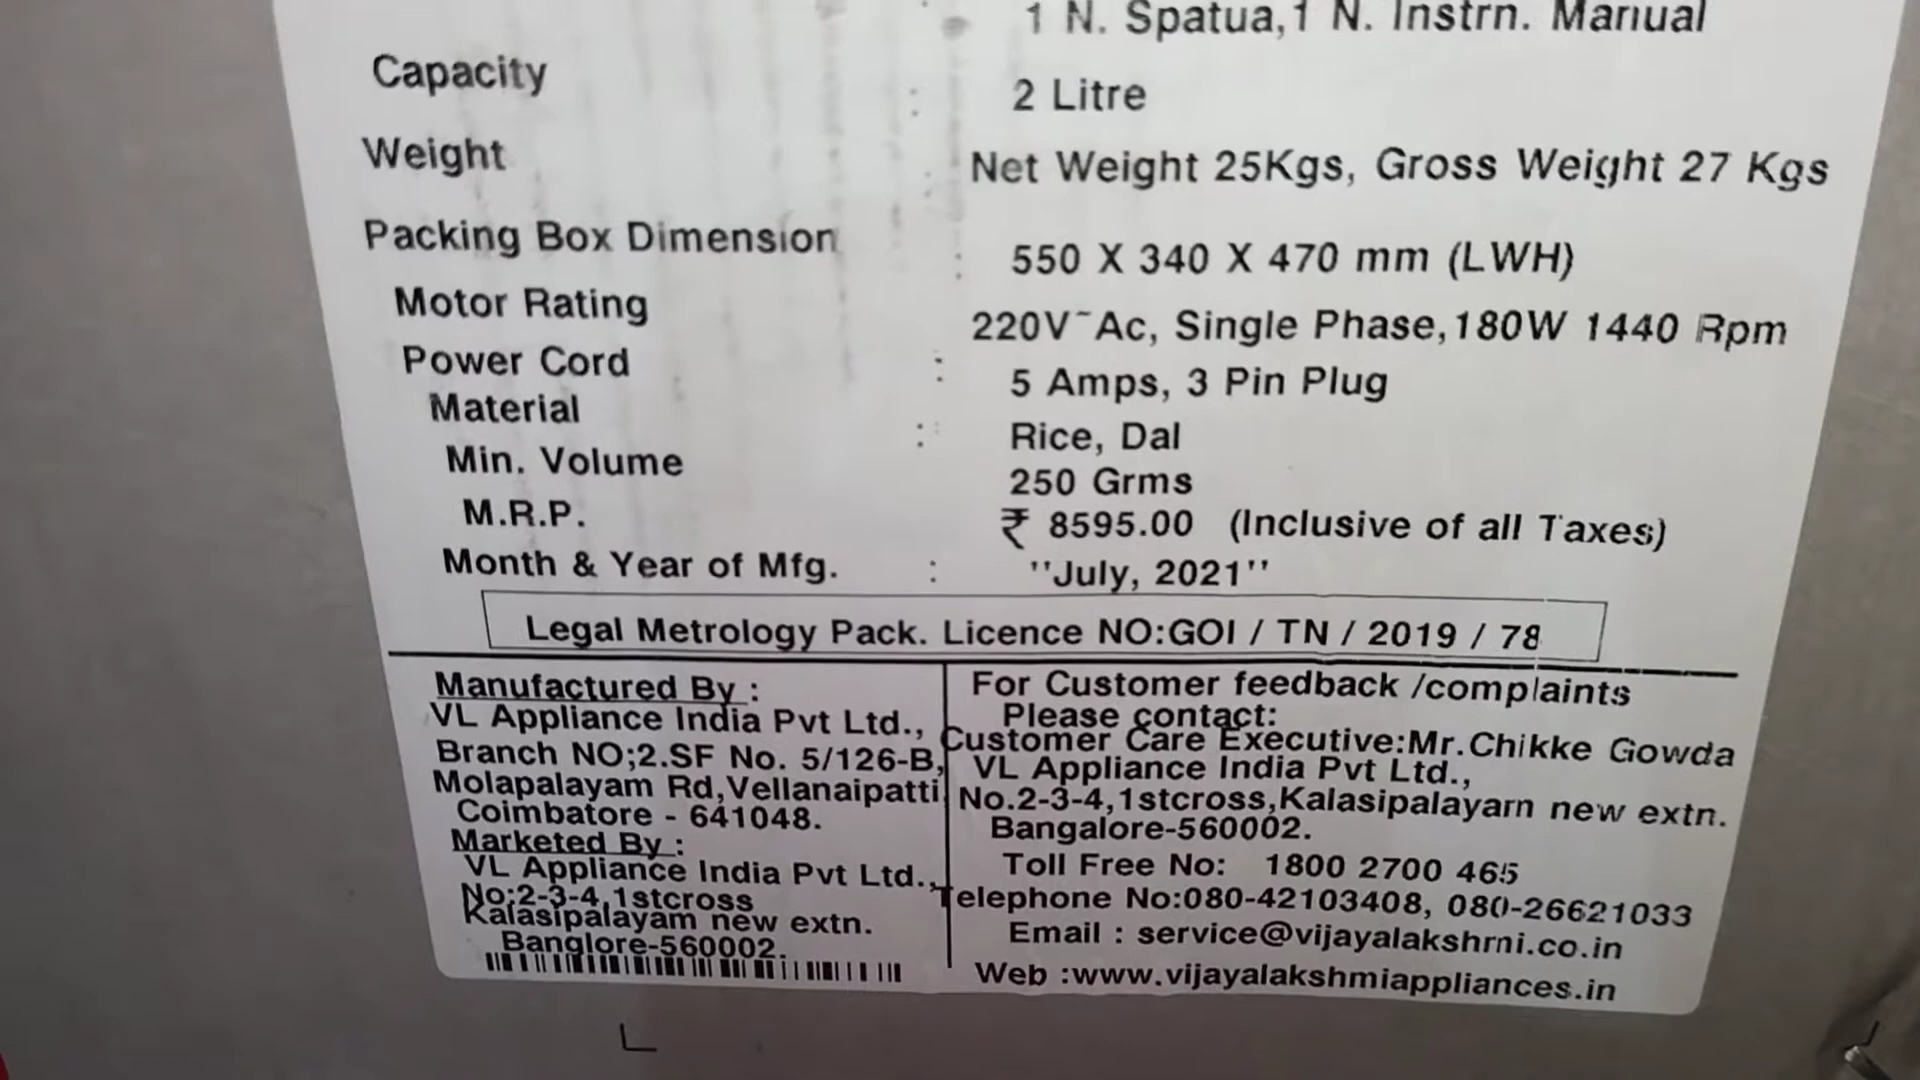 1 N. Spatua,1 N. Instrn. Manual
Capacity : 2 Litre
Weight : Net Weight 25Kgs, Gross Weight 27 Kgs
Packing Box Dimension : 550 X 340 X 470 mm (LWH)
Motor Rating 220V~Ac, Single Phase,180W 1440 Rpm
Power Cord : 5 Amps, 3 Pin Plug
Material : Rice, Dal
Min. Volume 250 Grms
M.R.P. ₹ 8595.00 (Inclusive of all Taxes)
Month & Year of Mfg. : "July, 2021"
Legal Metrology Pack. Licence NO:GOI / TN / 2019 / 78
Manufactured By :
VL Appliance India Pvt Ltd.,
Branch NO;2.SF No. 5/126-B,
Molapalayam Rd,Vellanaipatti
Coimbatore - 641048.
Marketed By :
VL Appliance India Pvt Ltd.,
No;2-3-4,1stcross
Kalasipalayam new extn.
Banglore-560002.
For Customer feedback /complaints
Please contact:
Customer Care Executive:Mr.Chikke Gowda
VL Appliance India Pvt Ltd.,
No.2-3-4,1stcross,Kalasipalayam new extn.
Bangalore-560002.
Toll Free No: 1800 2700 465
Telephone No:080-42103408, 080-26621033
Email : service@vijayalakshmi.co.in
Web :www.vijayalakshmiappliances.in